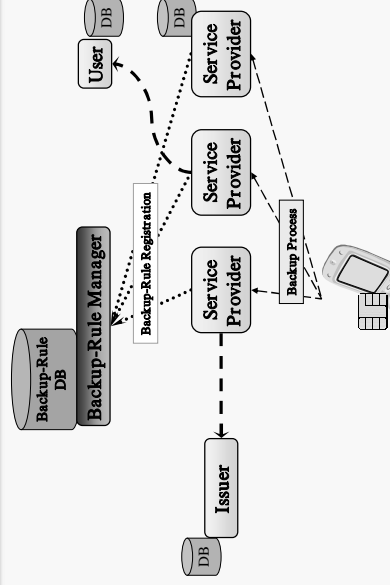 Backup-Rule
DB
Backup-Rule Manager
User
DB
Backup-Rule Registration
DB
Service
Provider
Service
Provider
Service
Provider
Issuer
DB
Backup Process